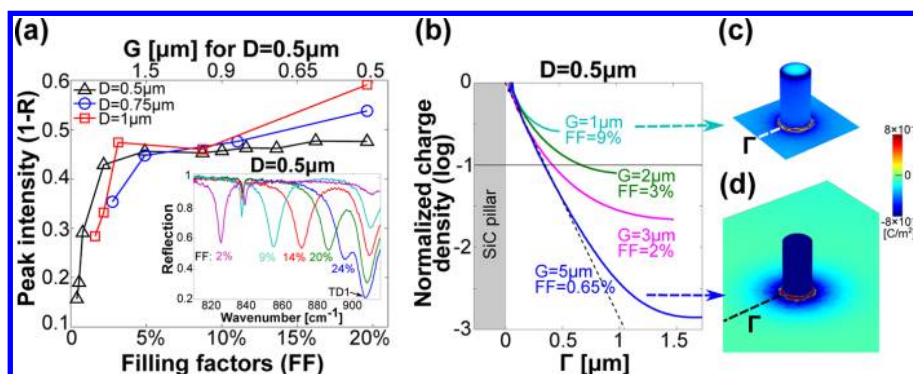 (a)
G [μm] for D=0.5μm
1.5 0.9 0.65 0.5
0.6
0.5
0.4
0.3
0.2
0.1
Peak intensity (1-R)
D=0.5μm
D=0.75μm
D=1μm
0 5% 10% 15% 20%
Filling factors (FF)
D=0.5μm
1
0.8
0.6
0.4
0.2
Reflection
FF: 2% 9% 14% 20% 24%
TD1
820 840 860 880 900
Wavenumber [cm⁻¹]
(b)
D=0.5μm
0
-1
-2
-3
Normalized charge
density (log)
SiC pillar
G=1μm
FF=9%
G=2μm
FF=3%
G=3μm
FF=2%
G=5μm
FF=0.65%
0 0.5 1 1.5
Γ [μm]
(c)
Γ
(d)
Γ
[C/m²]